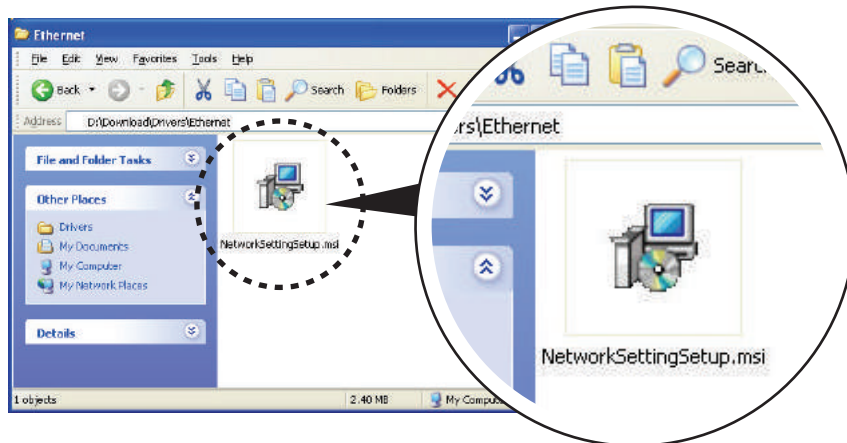 Ethernet
File Edit View Favorites Tools Help
Back Search Folders
Address D:\Download\Drivers\Ethernet
File and Folder Tasks
Other Places
Drivers
My Documents
My Computer
My Network Places
Details
NetworkSettingSetup.msi
1 objects 2.40 MB My Compu
Searc
rs\Ethernet
NetworkSettingSetup.msi